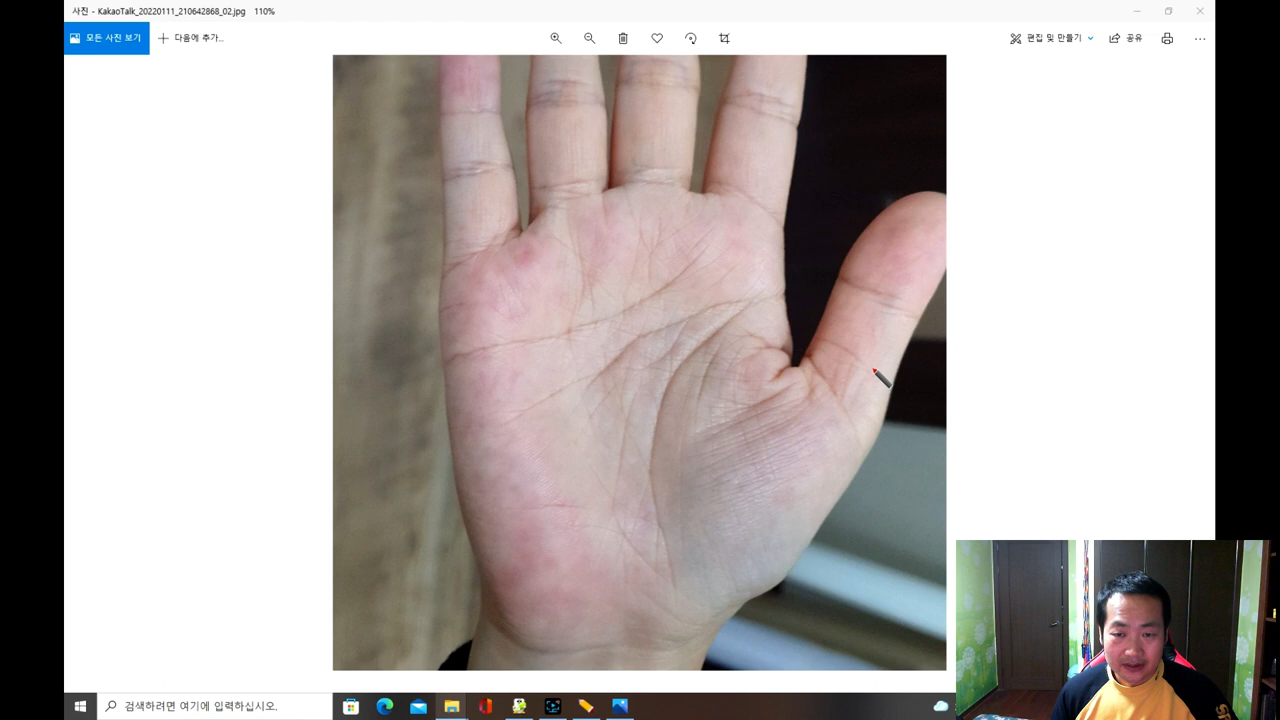 사진 - KakaoTalk_20220111_210642868_02.jpg 110%
모든 사진 보기
다음에 추가...
편집 및 만들기
공유
검색하려면 여기에 입력하십시오.